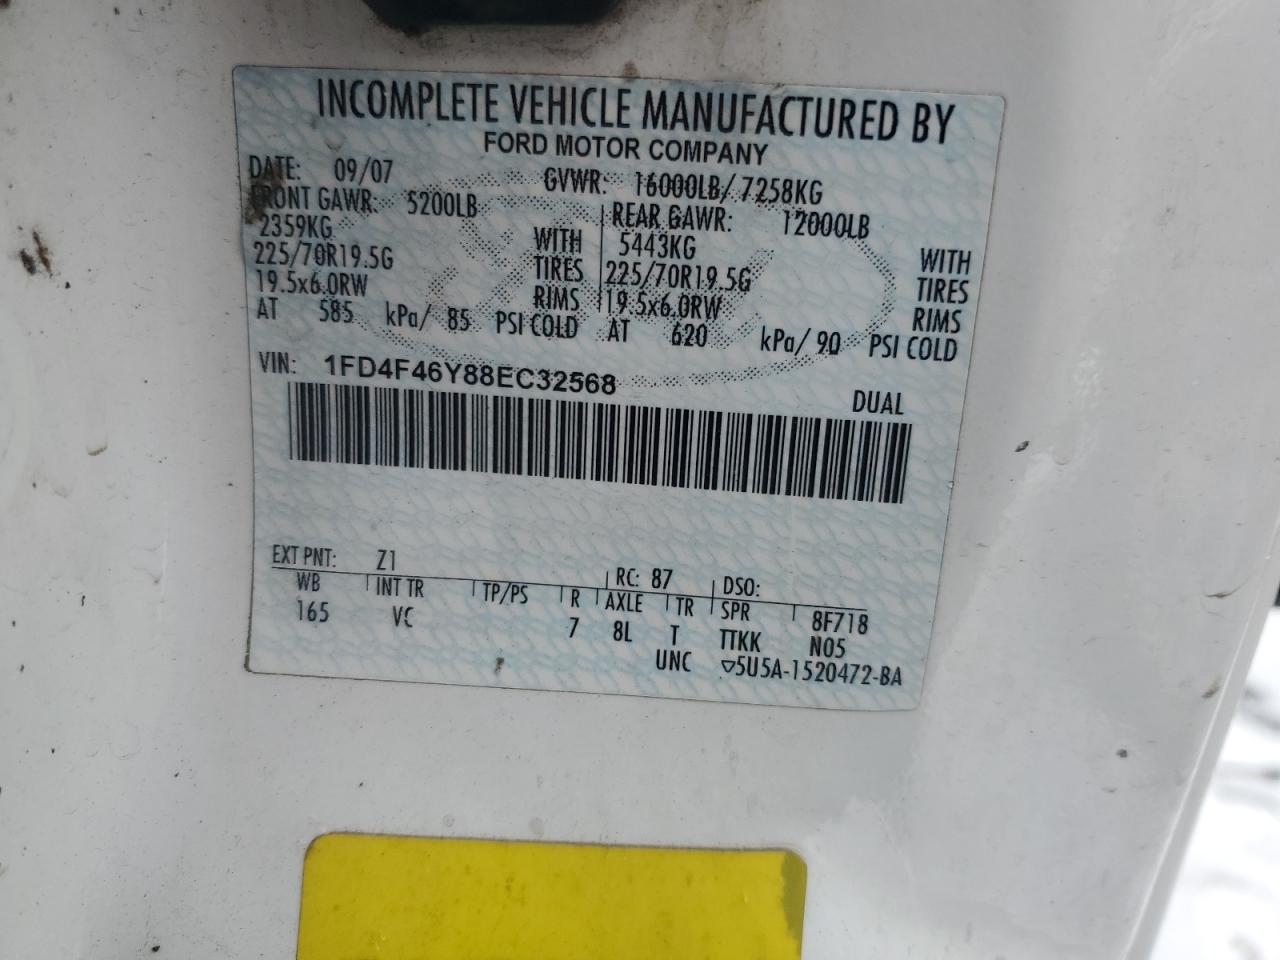 INCOMPLETE VEHICLE MANUFACTURED BY
FORD MOTOR COMPANY
DATE: 09/07 GVWR: 16000LB/ 7258KG
FRONT GAWR: 5200LB REAR GAWR: 12000LB
2359KG WITH 5443KG WITH
225/70R19.5G TIRES 225/70R19.5G TIRES
19.5x6.0RW RIMS 19.5x6.0RW RIMS
AT 585 kPa/ 85 PSI COLD AT 620 kPa/ 90 PSI COLD
VIN: 1FD4F46Y88EC32568
DUAL
EXT PNT: Z1 RC: 87 DSO:
WB INT TR TP/PS R AXLE TR SPR 8F718
165 VC 7 8L T TTKK N05
UNC ▽5U5A-1520472-BA